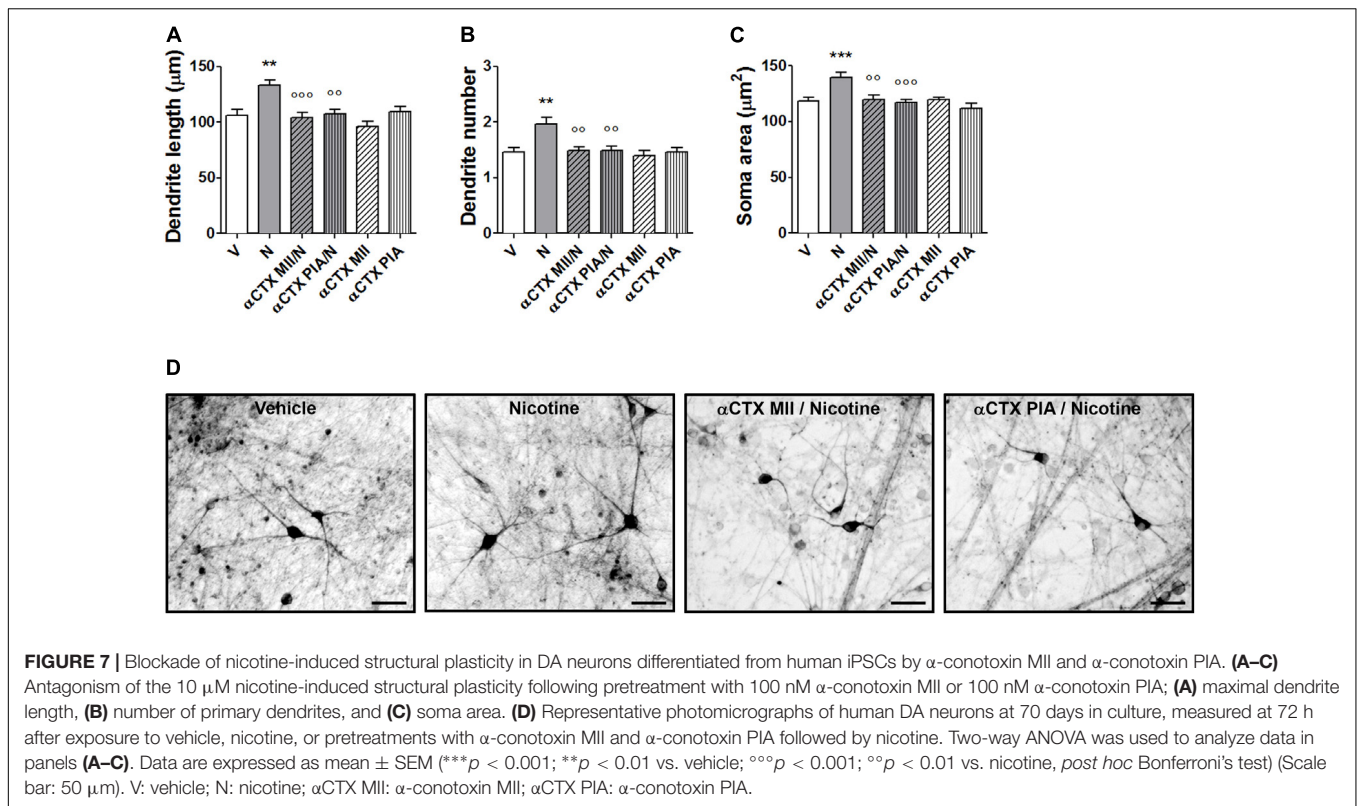 A
B
C
Dendrite length (μm)
150
100
50
0
**
°°°
°°
V
N
αCTX MII/N
αCTX PIA/N
αCTX MII
αCTX PIA
Dendrite number
3
2
1
0
**
°°
°°
V
N
αCTX MII/N
αCTX PIA/N
αCTX MII
αCTX PIA
Soma area (μm²)
150
100
50
0
***
°°
°°°
V
N
αCTX MII/N
αCTX PIA/N
αCTX MII
αCTX PIA
D
Vehicle
Nicotine
αCTX MII / Nicotine
αCTX PIA / Nicotine
FIGURE 7 | Blockade of nicotine-induced structural plasticity in DA neurons differentiated from human iPSCs by α-conotoxin MII and α-conotoxin PIA. (A–C)
Antagonism of the 10 μM nicotine-induced structural plasticity following pretreatment with 100 nM α-conotoxin MII or 100 nM α-conotoxin PIA; (A) maximal dendrite
length, (B) number of primary dendrites, and (C) soma area. (D) Representative photomicrographs of human DA neurons at 70 days in culture, measured at 72 h
after exposure to vehicle, nicotine, or pretreatments with α-conotoxin MII and α-conotoxin PIA followed by nicotine. Two-way ANOVA was used to analyze data in
panels (A–C). Data are expressed as mean ± SEM (***p < 0.001; **p < 0.01 vs. vehicle; °°°p < 0.001; °°p < 0.01 vs. nicotine, post hoc Bonferroni's test) (Scale
bar: 50 μm). V: vehicle; N: nicotine; αCTX MII: α-conotoxin MII; αCTX PIA: α-conotoxin PIA.